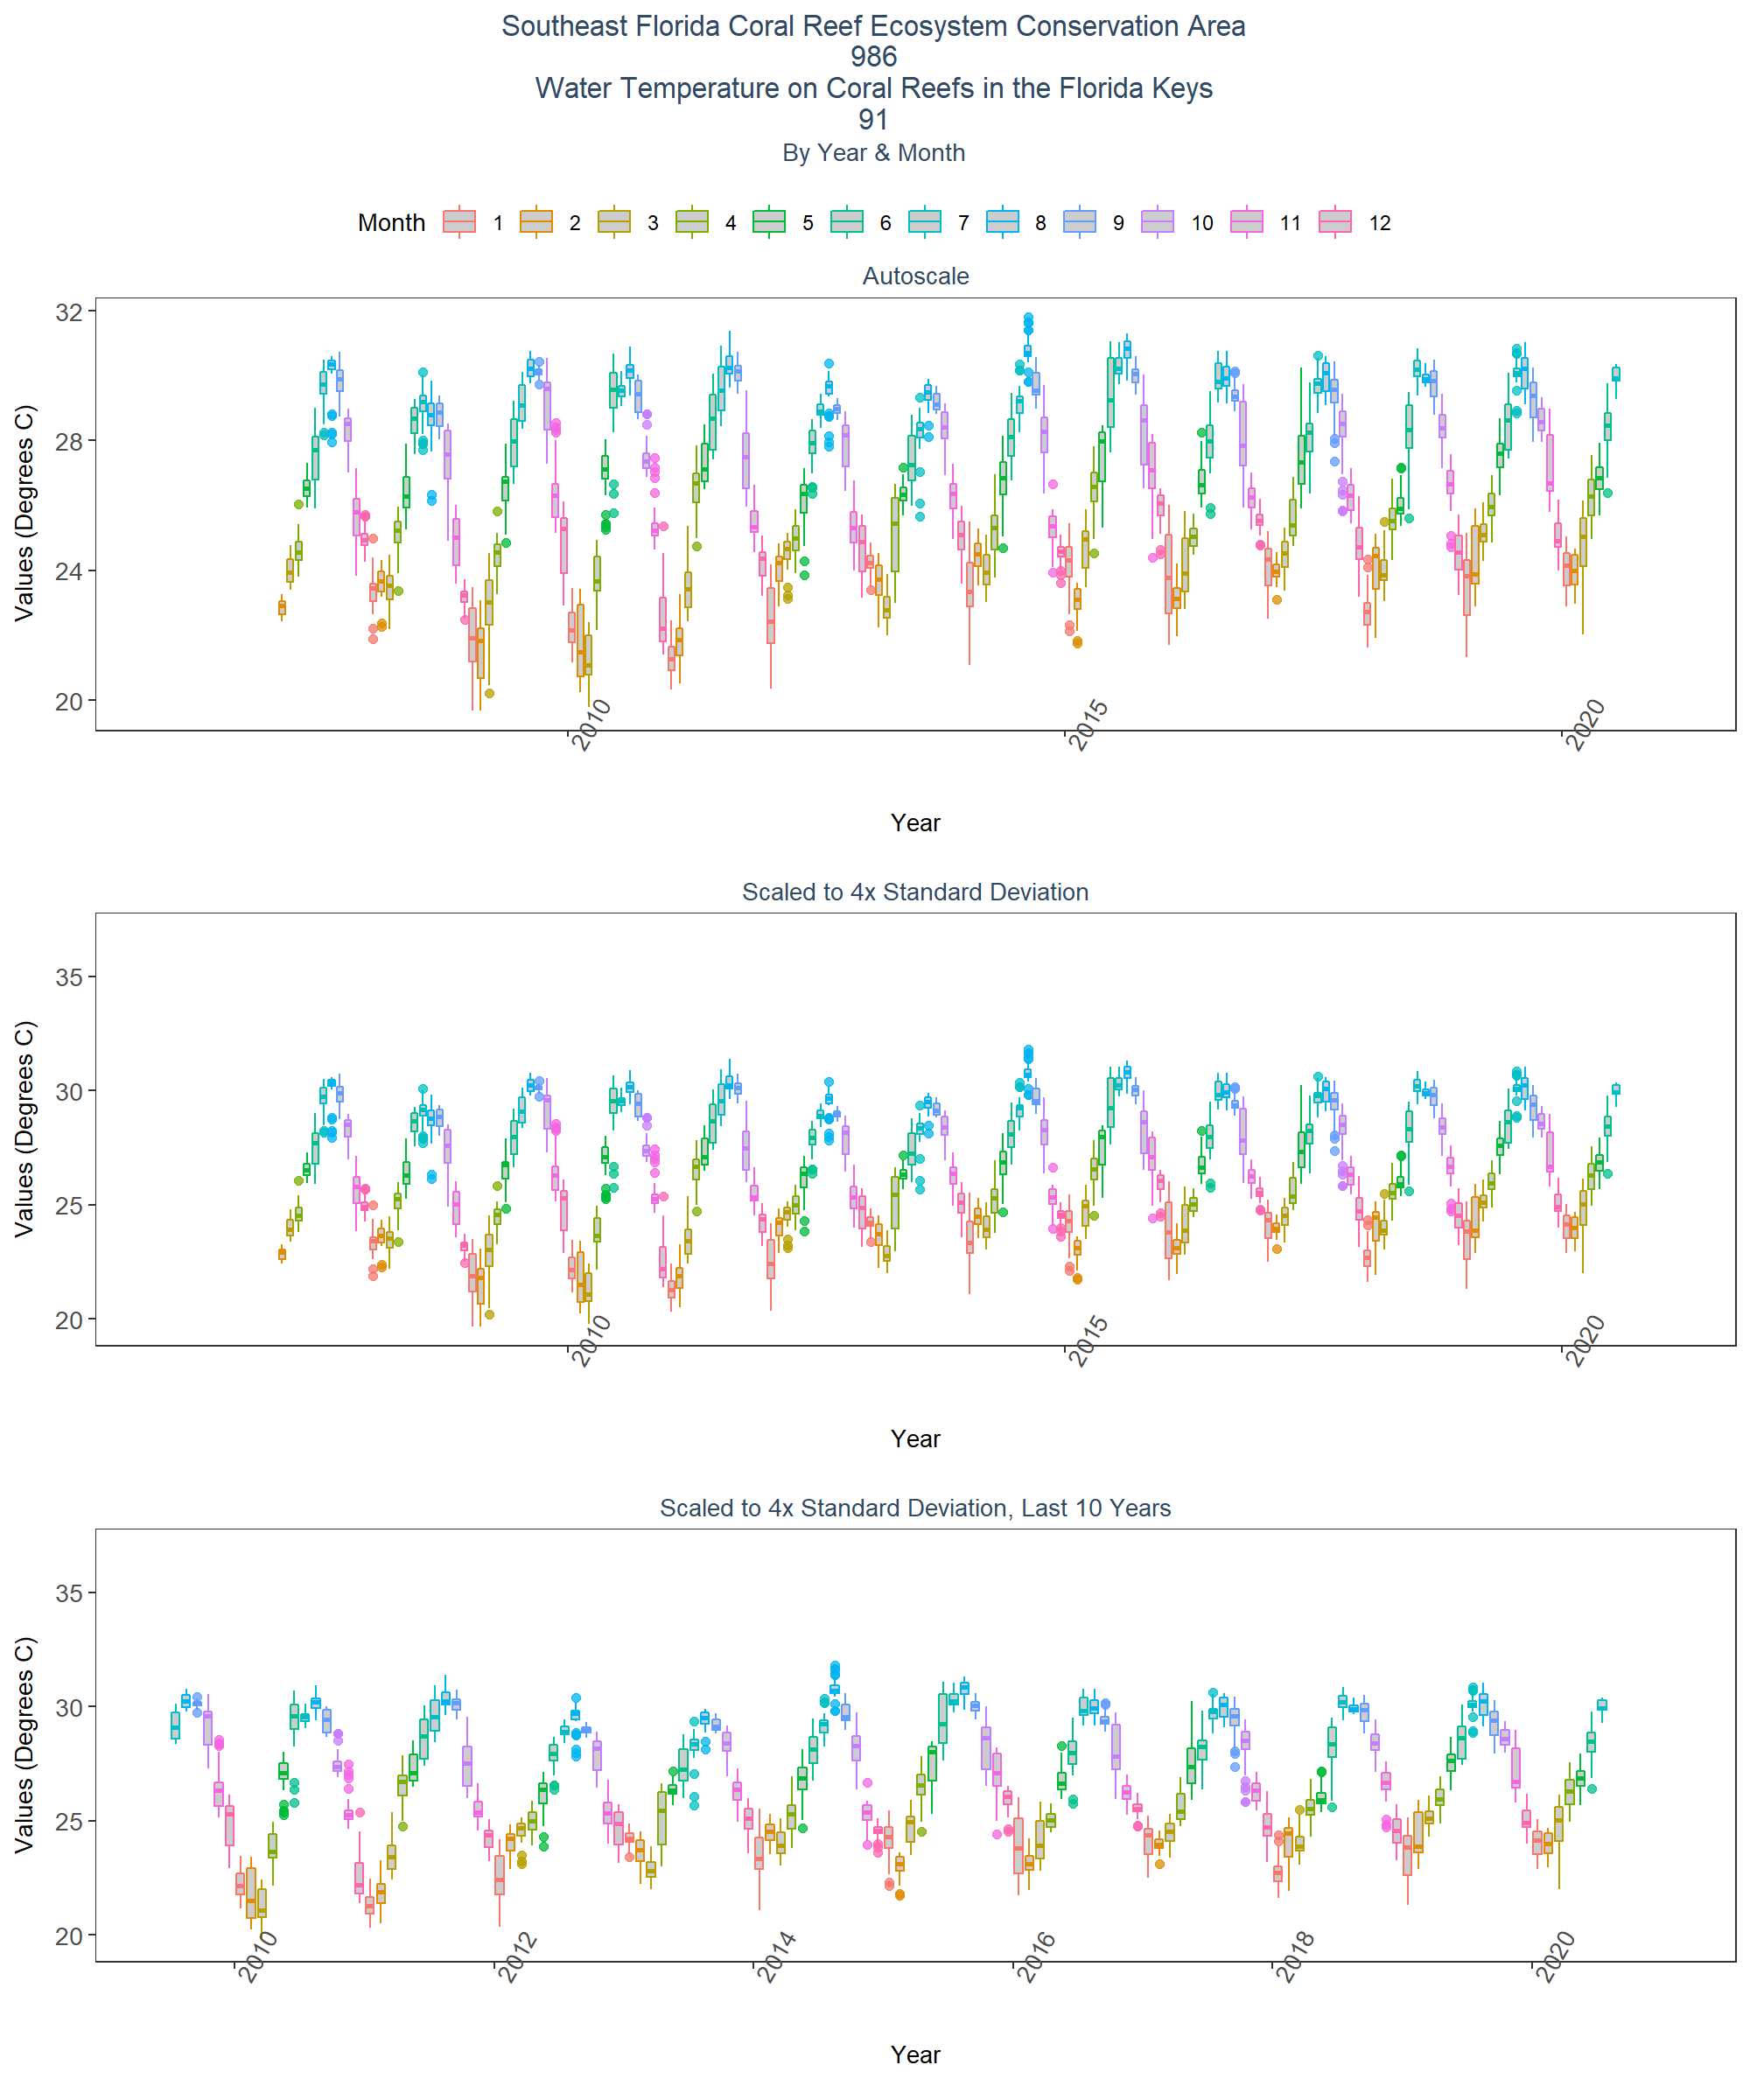 Southeast Florida Coral Reef Ecosystem Conservation Area
986
Water Temperature on Coral Reefs in the Florida Keys
91
By Year & Month
Month 1 2 3 4 5 6 7 8 9 10 11 12
Autoscale
Values (Degrees C)
32
28
24
20
2010 2015 2020
Year
Scaled to 4x Standard Deviation
Values (Degrees C)
35
30
25
20
2010 2015 2020
Year
Scaled to 4x Standard Deviation, Last 10 Years
Values (Degrees C)
35
30
25
20
2010 2012 2014 2016 2018 2020
Year